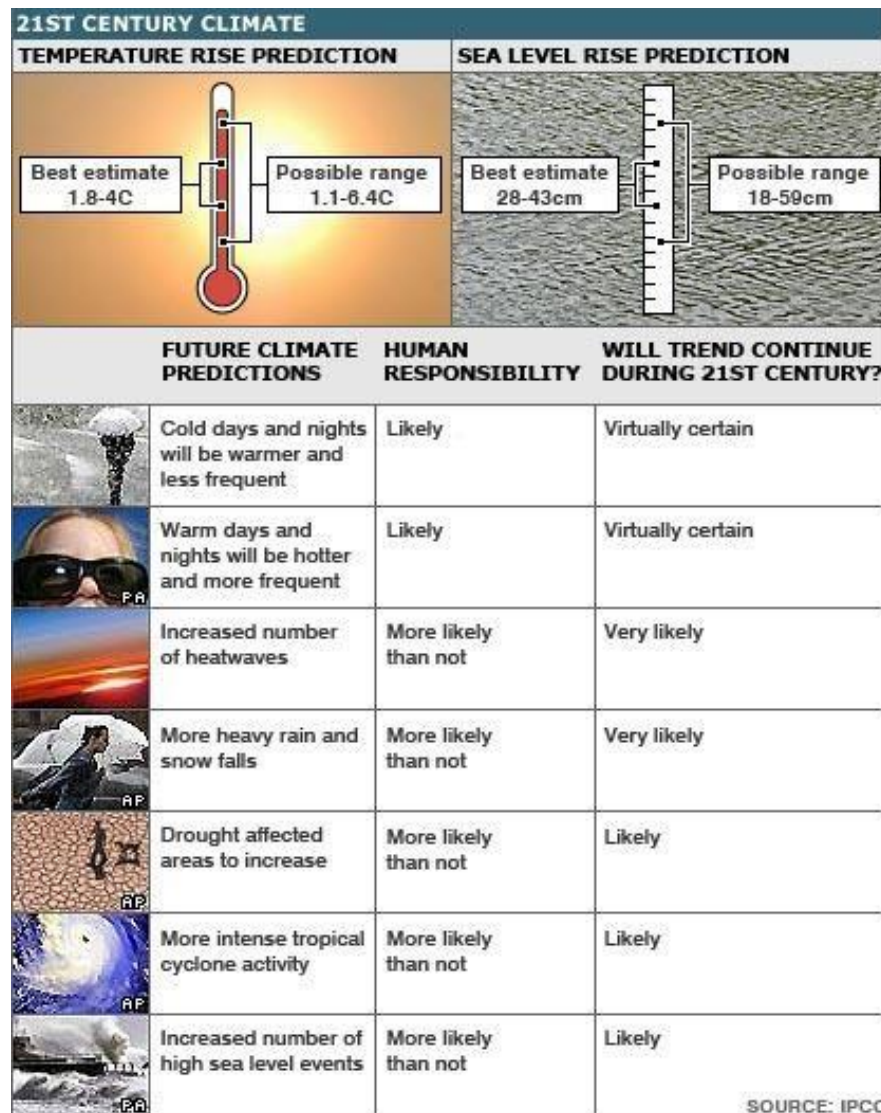 21ST CENTURY CLIMATE
TEMPERATURE RISE PREDICTION
SEA LEVEL RISE PREDICTION
Best estimate
1.8-4C
Possible range
1.1-6.4C
Best estimate
28-43cm
Possible range
18-59cm
FUTURE CLIMATE
PREDICTIONS
HUMAN
RESPONSIBILITY
WILL TREND CONTINUE
DURING 21ST CENTURY?
Cold days and nights
will be warmer and
less frequent
Likely
Virtually certain
Warm days and
nights will be hotter
and more frequent
Likely
Virtually certain
PA
Increased number
of heatwaves
More likely
than not
Very likely
More heavy rain and
snow falls
More likely
than not
Very likely
AP
Drought affected
areas to increase
More likely
than not
Likely
AP
More intense tropical
cyclone activity
More likely
than not
Likely
AP
Increased number of
high sea level events
More likely
than not
Likely
PA
SOURCE: IPCC